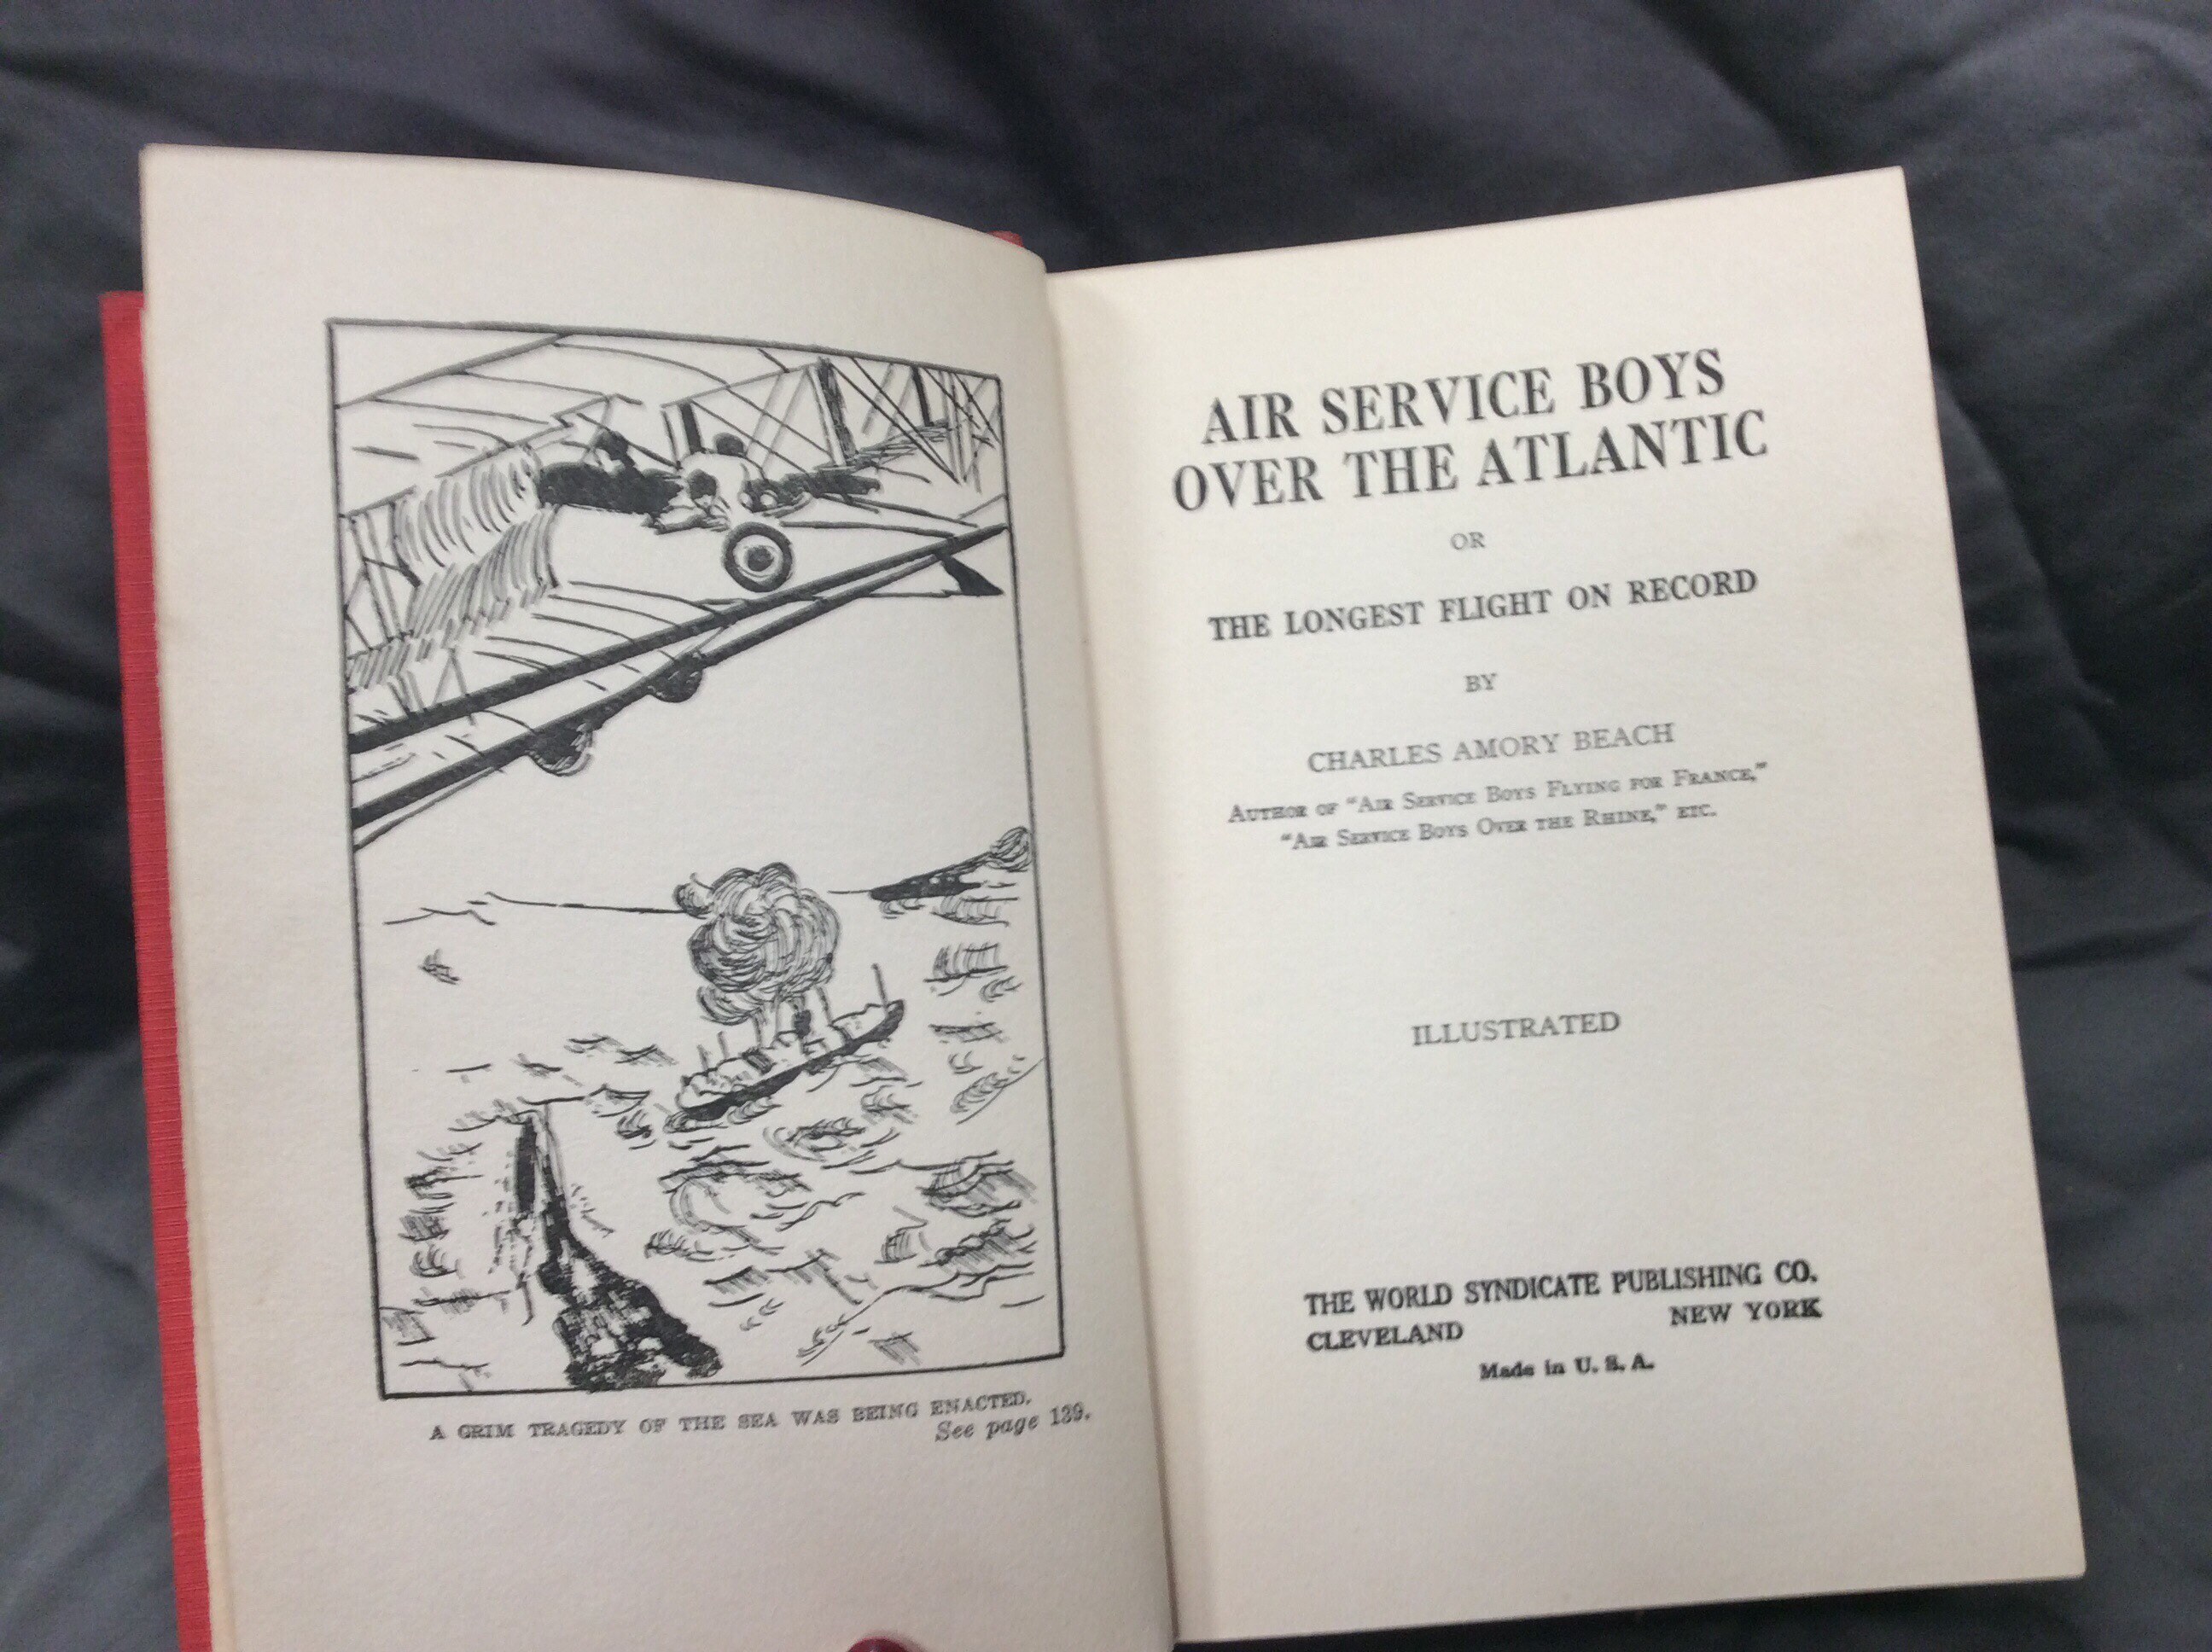 A GRIM TRAGEDY OF THE SEA WAS BEING ENACTED.
See page 139.
AIR SERVICE BOYS
OVER THE ATLANTIC
OR
THE LONGEST FLIGHT ON RECORD
BY
CHARLES AMORY BEACH
AUTHOR OF "AIR SERVICE BOYS FLYING FOR FRANCE,"
"AIR SERVICE BOYS OVER THE RHINE," ETC.
ILLUSTRATED
THE WORLD SYNDICATE PUBLISHING CO.
CLEVELAND NEW YORK
Made in U. S. A.